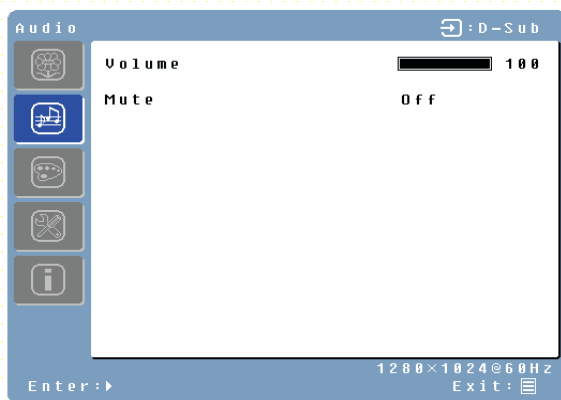 Audio :D-Sub
Volume 100
Mute Off
1280×1024@60Hz
Enter: Exit: